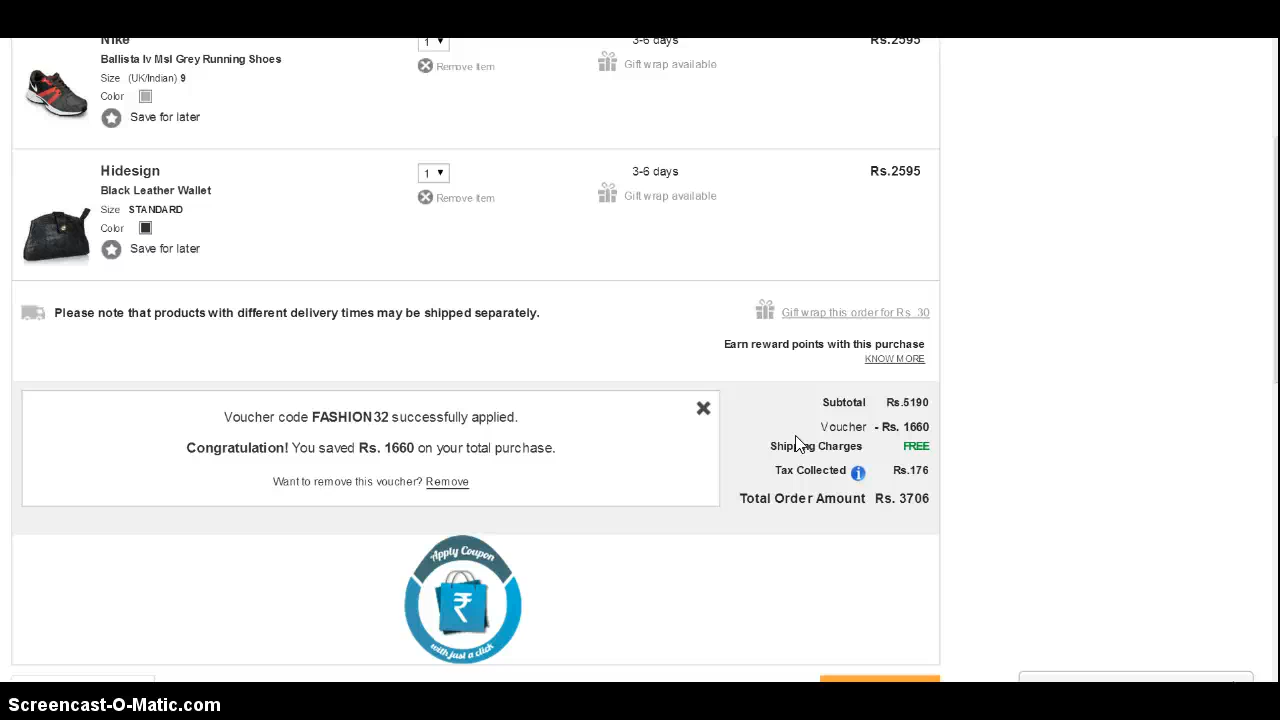 Nike
1
3-6 days
Rs.2595
Ballista Iv Msl Grey Running Shoes
Remove Item
Gift wrap available
Size (UK/Indian) 9
Color
Save for later
Hidesign
1
3-6 days
Rs.2595
Black Leather Wallet
Remove Item
Gift wrap available
Size STANDARD
Color
Save for later
Please note that products with different delivery times may be shipped separately.
Gift wrap this order for Rs. 30
Earn reward points with this purchase
KNOW MORE
Voucher code FASHION32 successfully applied.
Congratulation! You saved Rs. 1660 on your total purchase.
Want to remove this voucher? Remove
Subtotal Rs.5190
Voucher - Rs. 1660
Shipping Charges FREE
Tax Collected i Rs.176
Total Order Amount Rs. 3706
Apply Coupon
₹
with just a click
Screencast-O-Matic.com